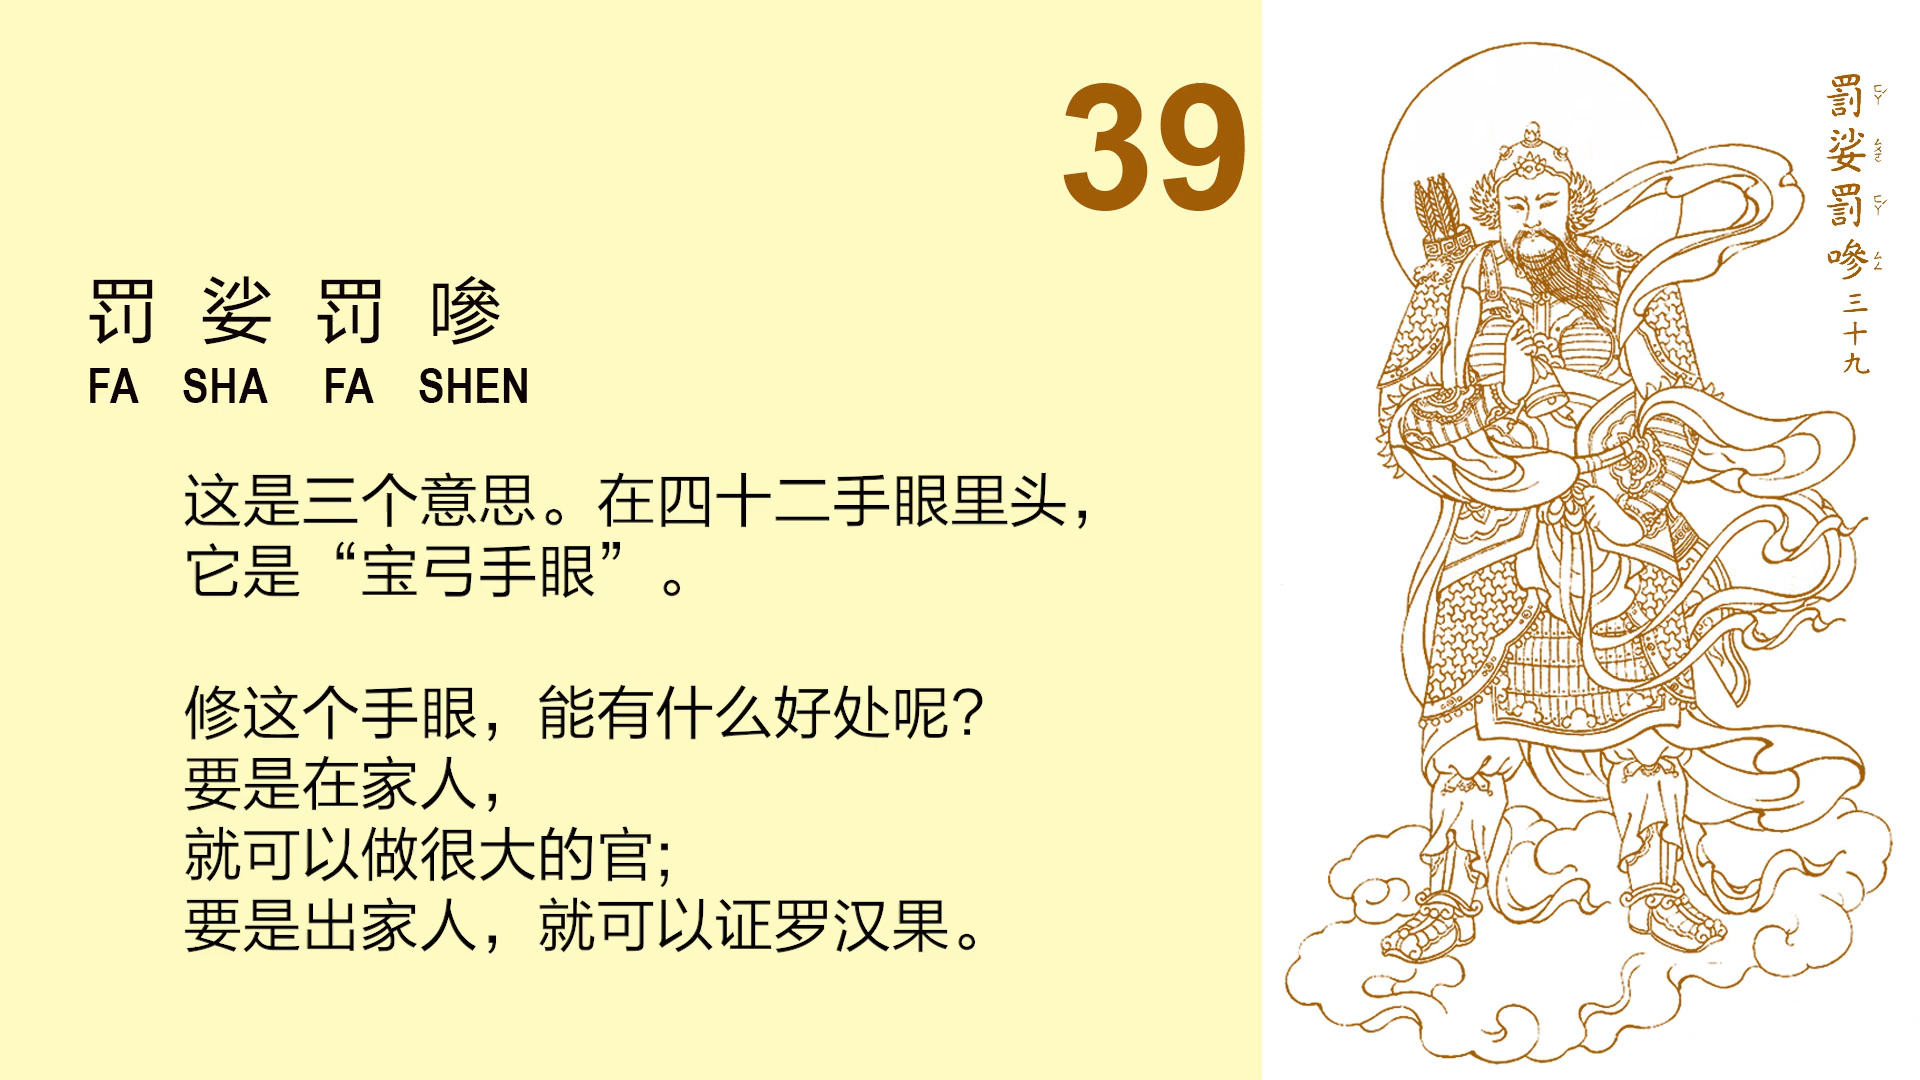 39
罚 娑 罚 嘇
FA SHA FA SHEN
这是三个意思。在四十二手眼里头，
它是“宝弓手眼”。
修这个手眼，能有什么好处呢？
要是在家人，
就可以做很大的官；
要是出家人，就可以证罗汉果。
罰娑罰嘇三十九